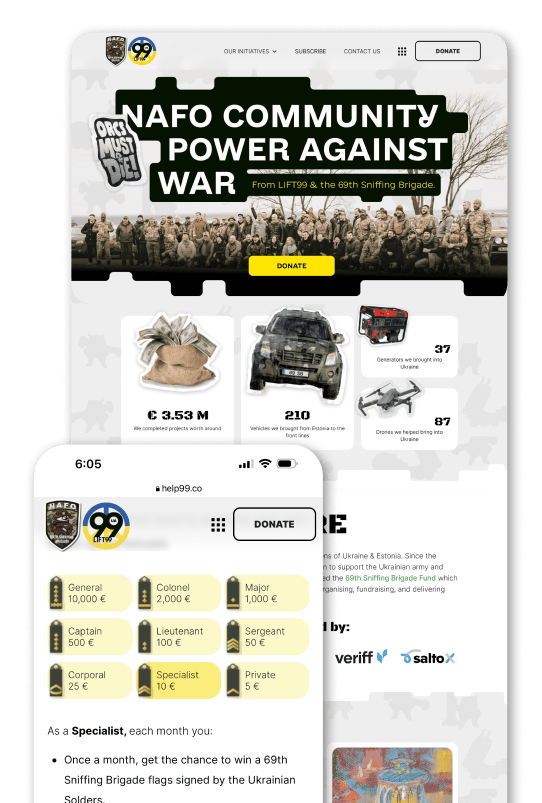 NAFO
99
LIFT99
OUR INITIATIVES
SUBSCRIBE
CONTACT US
DONATE
ORCS
MUST
DIE!
NAFO COMMUNITY
POWER AGAINST
WAR
From LIFT99 & the 69th Sniffing Brigade.
DONATE
€ 3.53 M
We completed projects worth around
210
Vehicles we brought from Estonia to the
front lines
37
Generators we brought into
Ukraine
87
Drones we helped bring into
Ukraine
RE
ns of Ukraine & Estonia. Since the
n to support the Ukrainian army and
ed the 69th Sniffing Brigade Fund which
rganising, fundraising, and delivering
d by:
veriff
salto X
6:05
help99.co
NAFO
99
LIFT99
DONATE
General
10,000 €
Colonel
2,000 €
Major
1,000 €
Captain
500 €
Lieutenant
100 €
Sergeant
50 €
Corporal
25 €
Specialist
10 €
Private
5 €
As a Specialist, each month you:
• Once a month, get the chance to win a 69th
Sniffing Brigade flags signed by the Ukrainian
Solders.